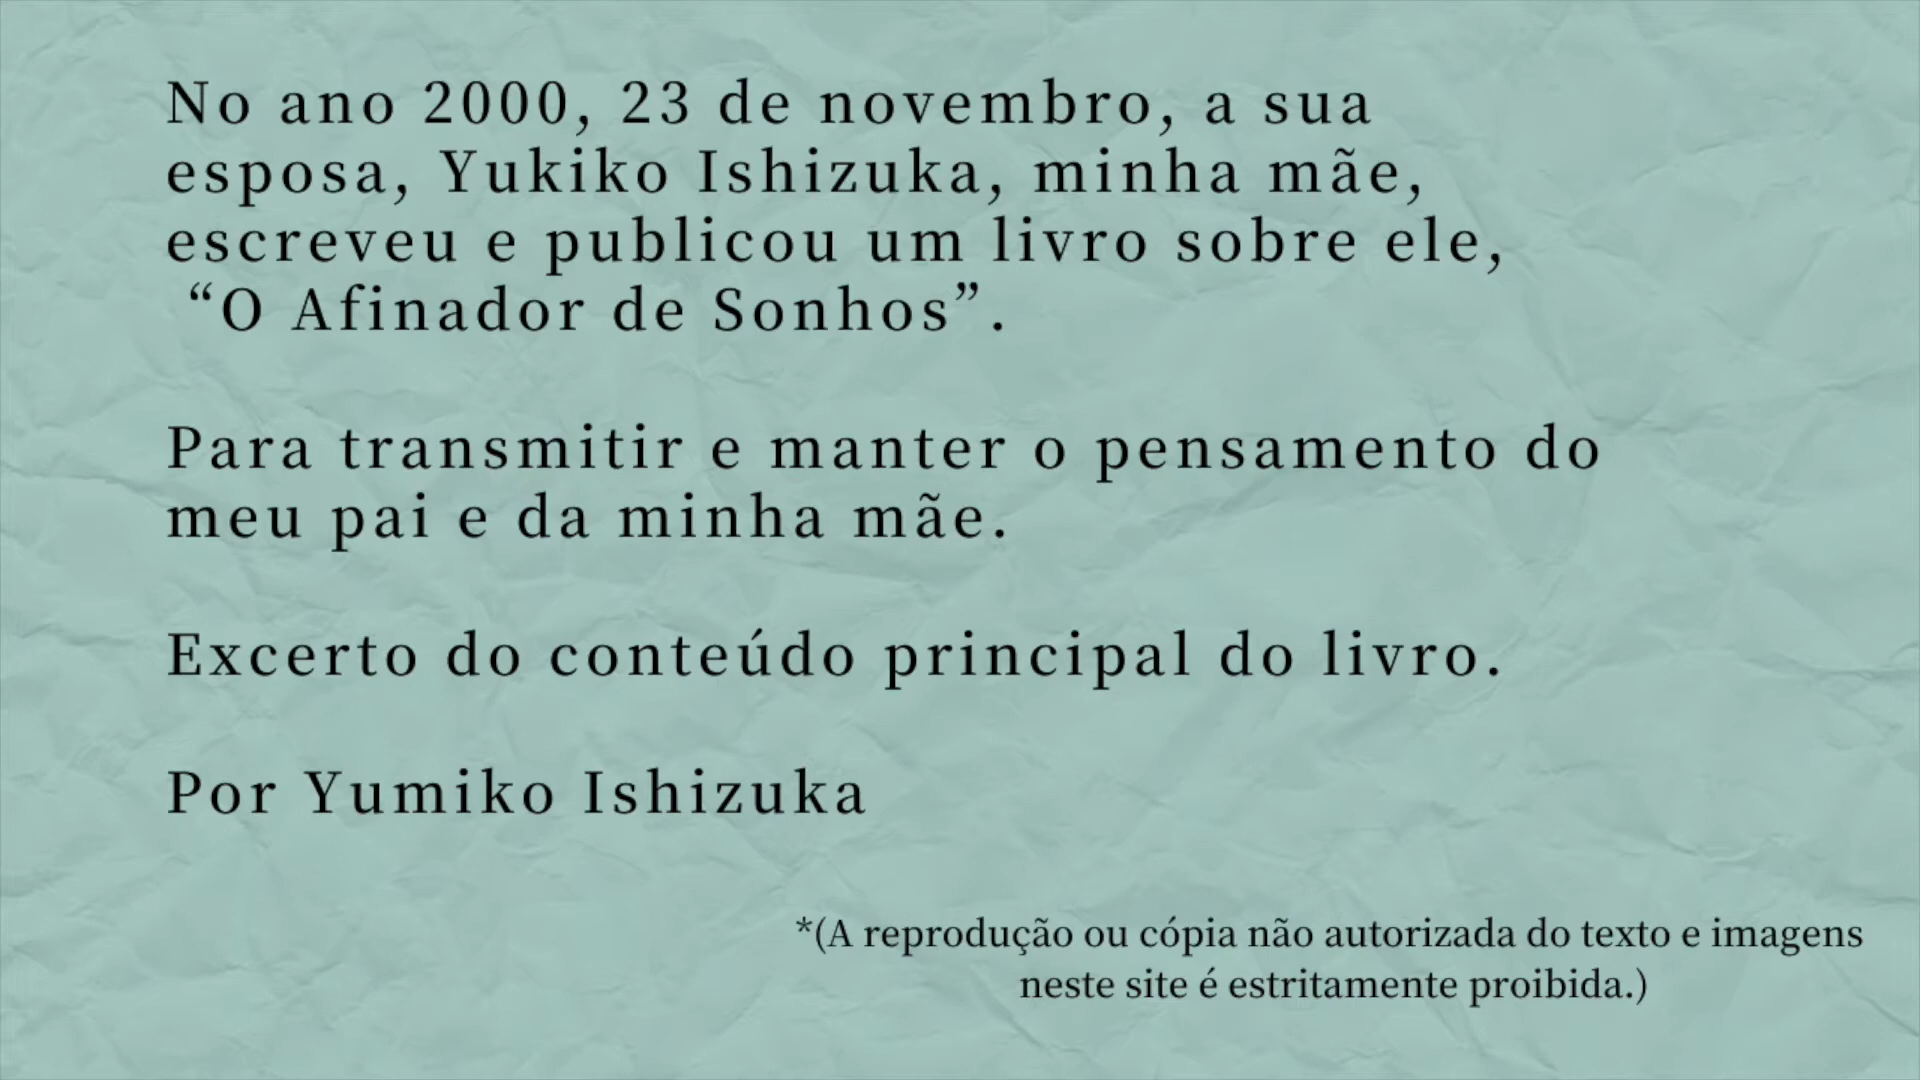 No ano 2000, 23 de novembro, a sua
esposa, Yukiko Ishizuka, minha mãe,
escreveu e publicou um livro sobre ele,
“O Afinador de Sonhos”.
Para transmitir e manter o pensamento do
meu pai e da minha mãe.
Excerto do conteúdo principal do livro.
Por Yumiko Ishizuka
*(A reprodução ou cópia não autorizada do texto e imagens
neste site é estritamente proibida.)